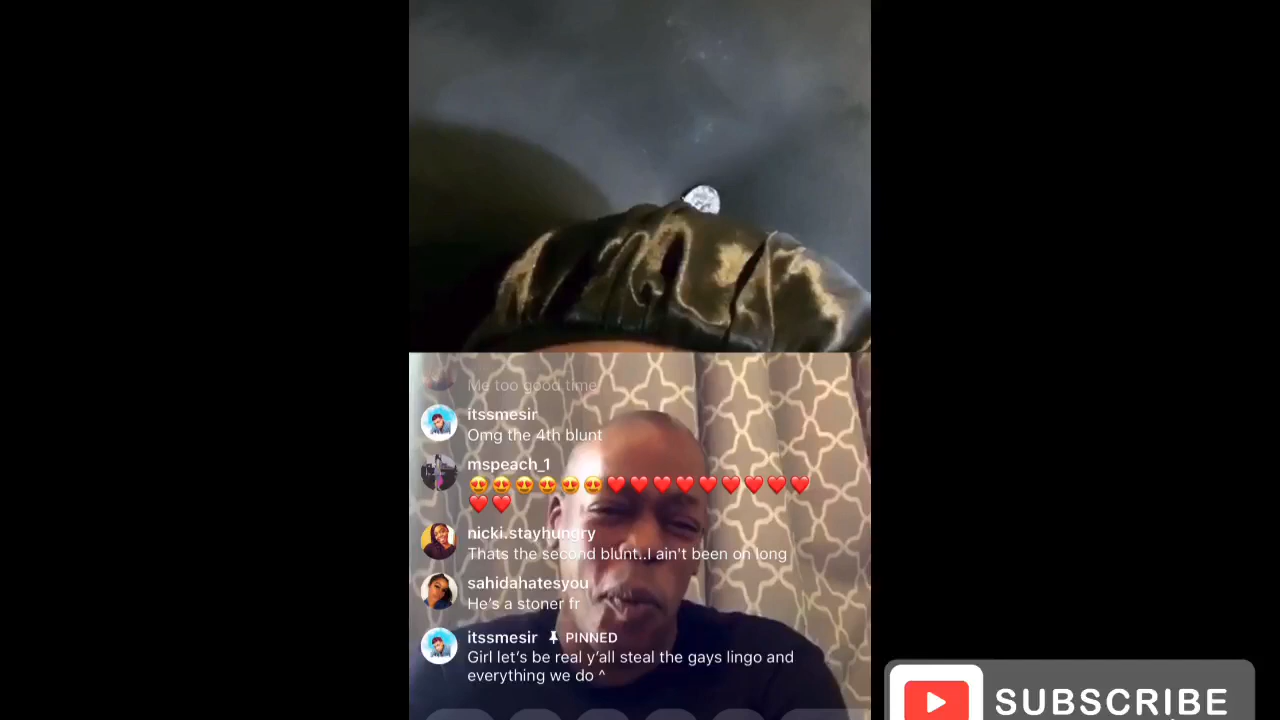 Me too good time
itssmesir
Omg the 4th blunt
mspeach_1
😍😍😍😍😍😍❤️❤️❤️❤️❤️❤️❤️❤️❤️
❤️❤️
nicki.stayhungry
Thats the second blunt..I ain't been on long
sahidahatesyou
He's a stoner fr
itssmesir PINNED
Girl let's be real y'all steal the gays lingo and
everything we do ^
SUBSCRIBE